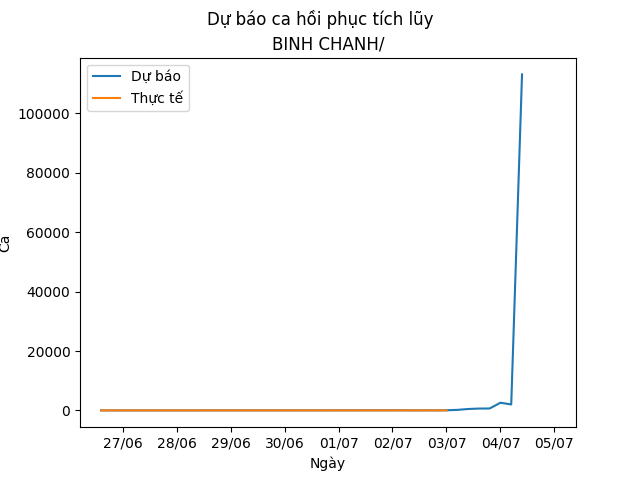 Dự báo ca hồi phục tích lũy
BINH CHANH/
Dự báo
Thực tế
100000
80000
60000
40000
20000
0
Ca
27/06 28/06 29/06 30/06 01/07 02/07 03/07 04/07 05/07
Ngày